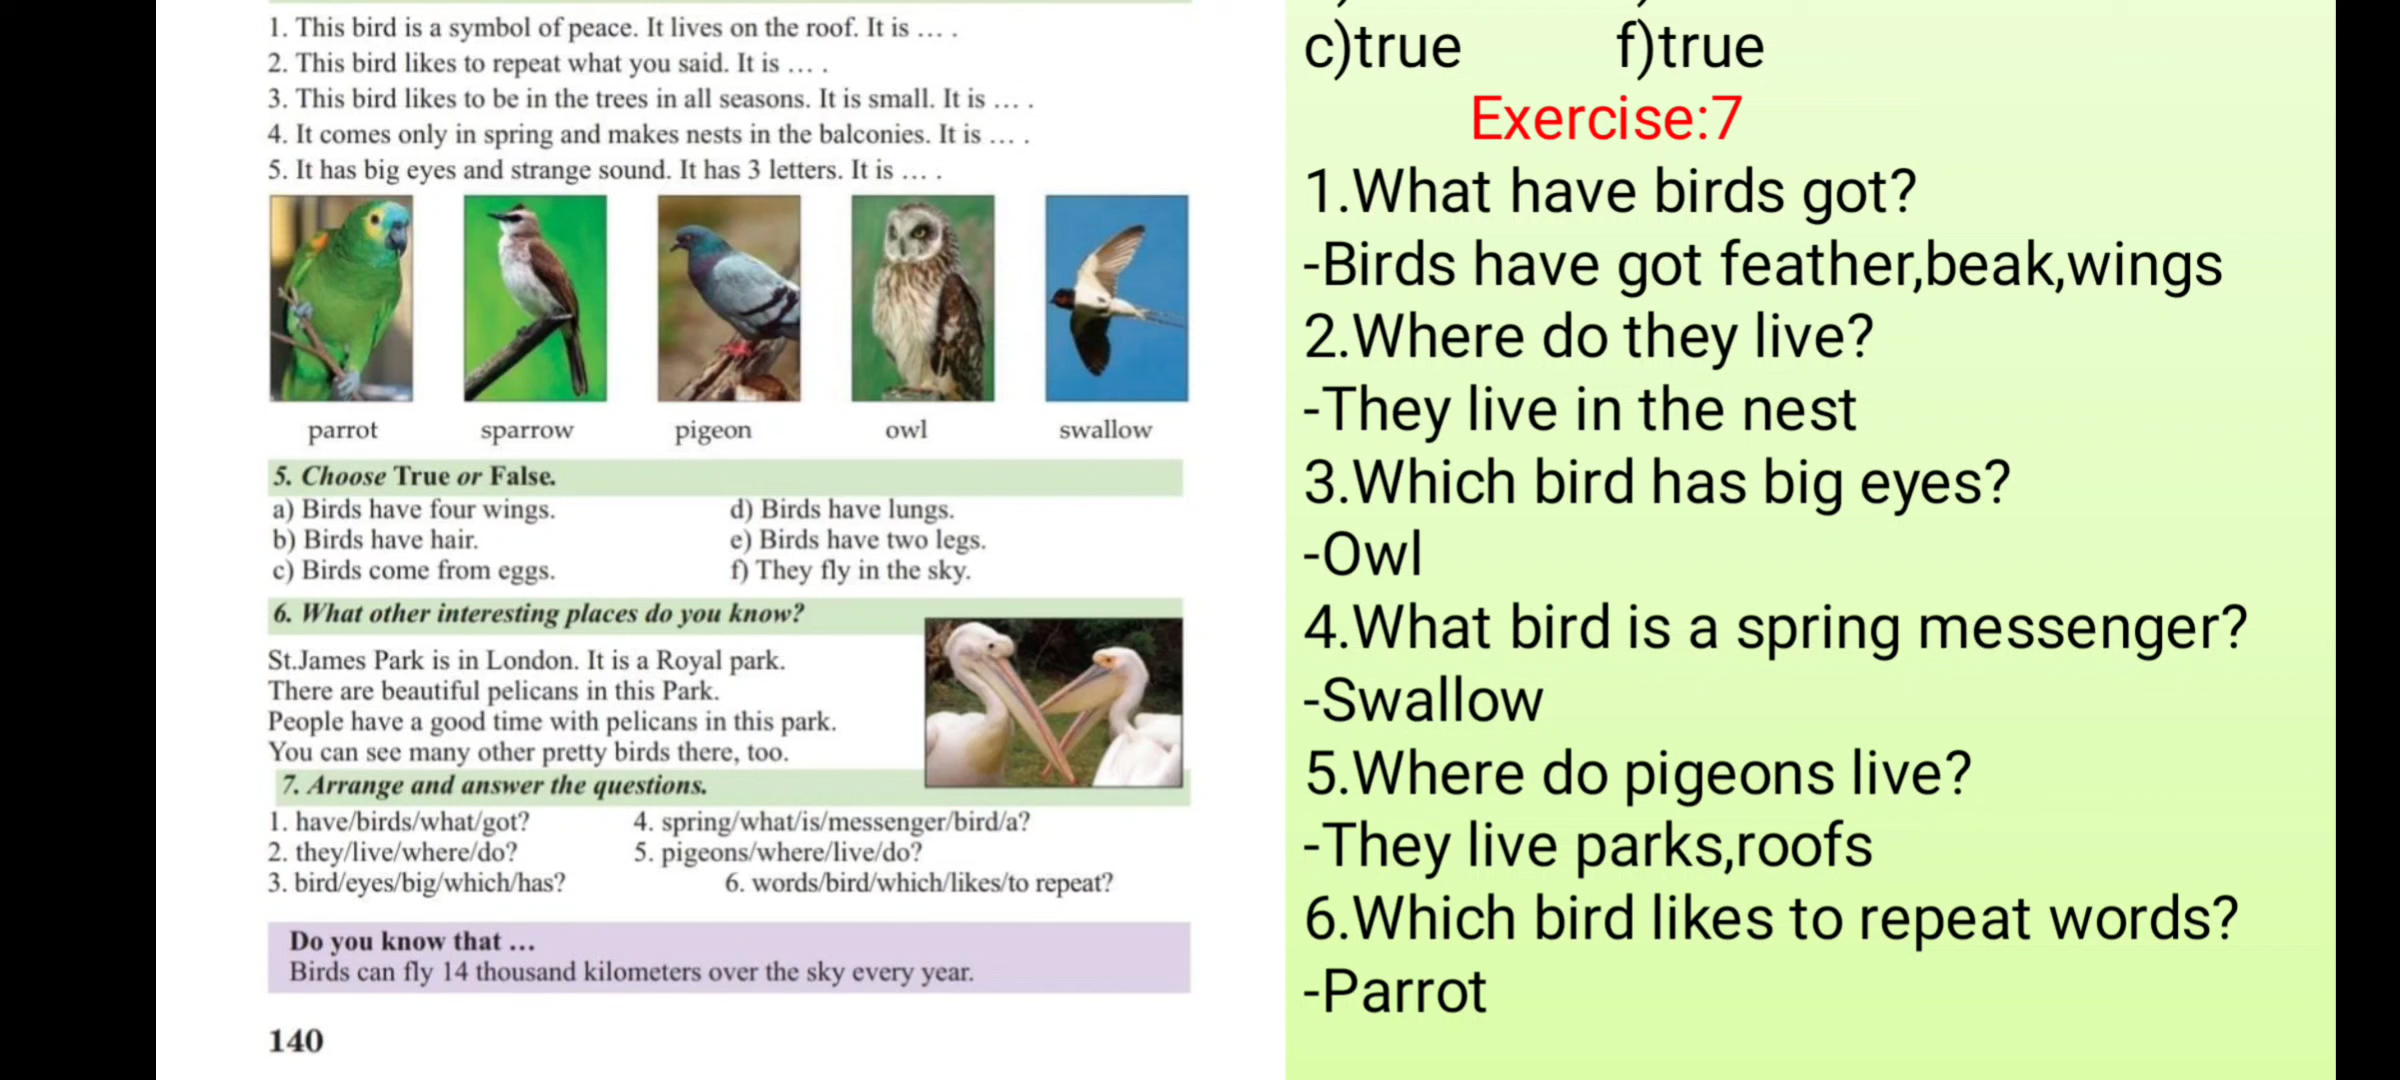 1. This bird is a symbol of peace. It lives on the roof. It is ... .
2. This bird likes to repeat what you said. It is ... .
3. This bird likes to be in the trees in all seasons. It is small. It is ... .
4. It comes only in spring and makes nests in the balconies. It is ... .
5. It has big eyes and strange sound. It has 3 letters. It is ... .
parrot sparrow pigeon owl swallow
5. Choose True or False.
a) Birds have four wings.
b) Birds have hair.
c) Birds come from eggs.
d) Birds have lungs.
e) Birds have two legs.
f) They fly in the sky.
6. What other interesting places do you know?
St.James Park is in London. It is a Royal park.
There are beautiful pelicans in this Park.
People have a good time with pelicans in this park.
You can see many other pretty birds there, too.
7. Arrange and answer the questions.
1. have/birds/what/got?
2. they/live/where/do?
3. bird/eyes/big/which/has?
4. spring/what/is/messenger/bird/a?
5. pigeons/where/live/do?
6. words/bird/which/likes/to repeat?
Do you know that ...
Birds can fly 14 thousand kilometers over the sky every year.
140
c)true f)true
Exercise:7
1.What have birds got?
-Birds have got feather,beak,wings
2.Where do they live?
-They live in the nest
3.Which bird has big eyes?
-Owl
4.What bird is a spring messenger?
-Swallow
5.Where do pigeons live?
-They live parks,roofs
6.Which bird likes to repeat words?
-Parrot